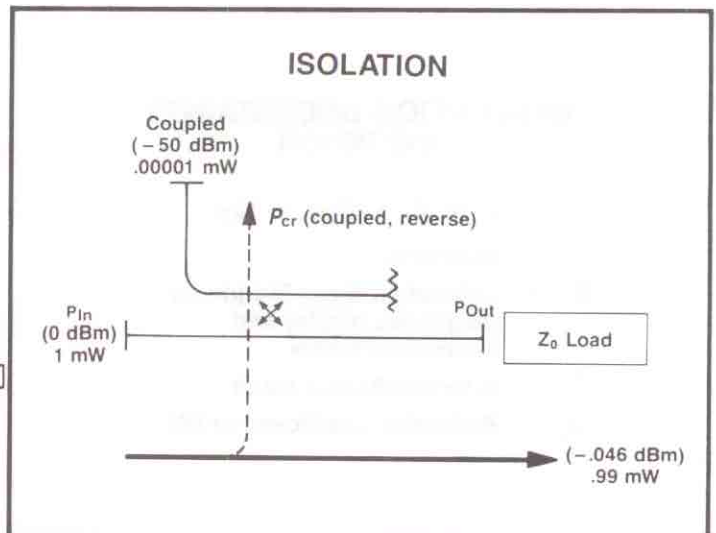 ISOLATION
Coupled
(−50 dBm)
.00001 mW
Pcr (coupled, reverse)
PIn
(0 dBm)
1 mW
POut
Z₀ Load
(−.046 dBm)
.99 mW